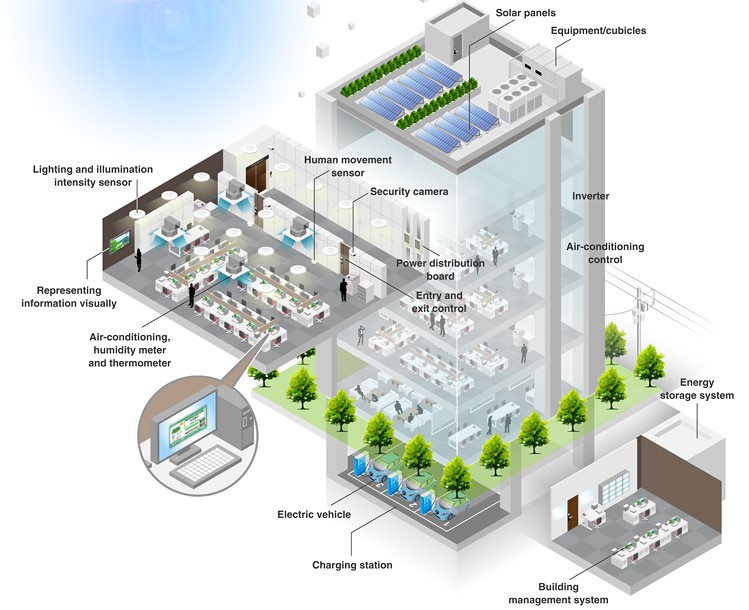 Solar panels
Equipment/cubicles
Lighting and illumination
intensity sensor
Human movement
sensor
Security camera
Inverter
Air-conditioning
control
Power distribution
board
Entry and
exit control
Representing
information visually
Air-conditioning,
humidity meter
and thermometer
Energy
storage system
Electric vehicle
Charging station
Building
management system